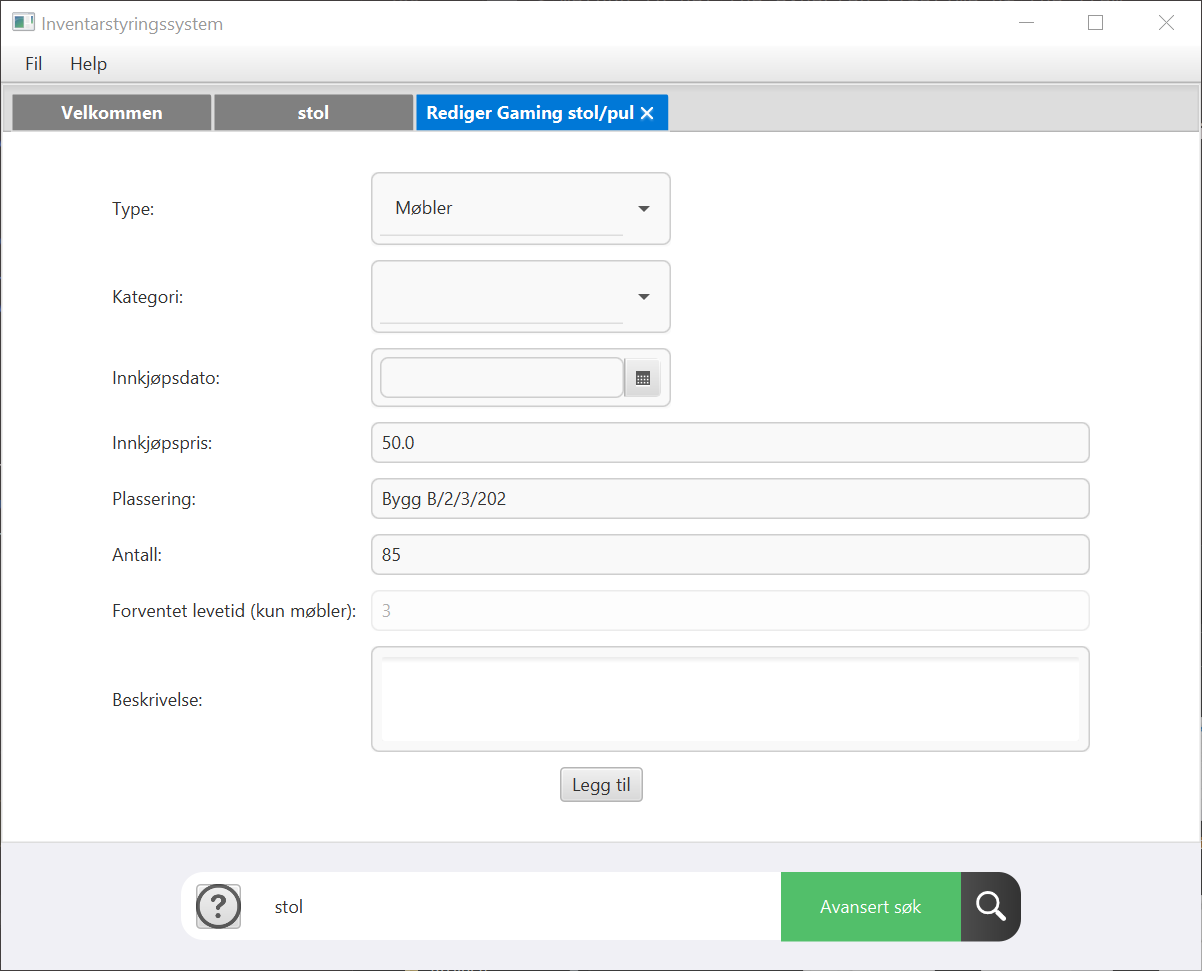 Inventarstyringssystem
Fil Help
Velkommen stol Rediger Gaming stol/pul
Type: Møbler
Kategori:
Innkjøpsdato:
Innkjøpspris: 50.0
Plassering: Bygg B/2/3/202
Antall: 85
Forventet levetid (kun møbler): 3
Beskrivelse:
Legg til
? stol Avansert søk